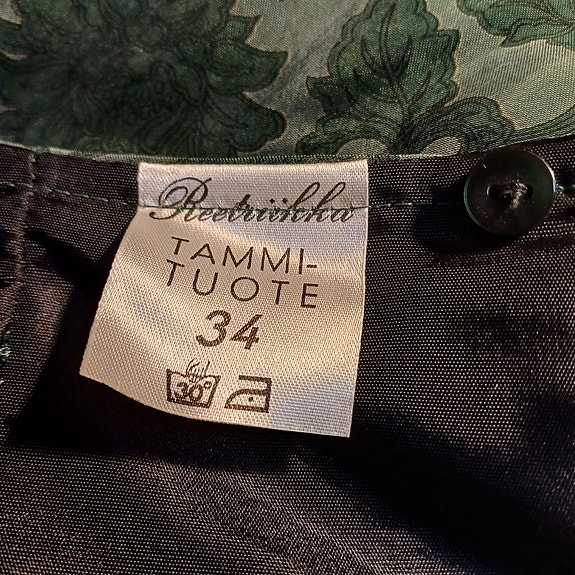 Reetriikka
TAMMI-
TUOTE
34
30°